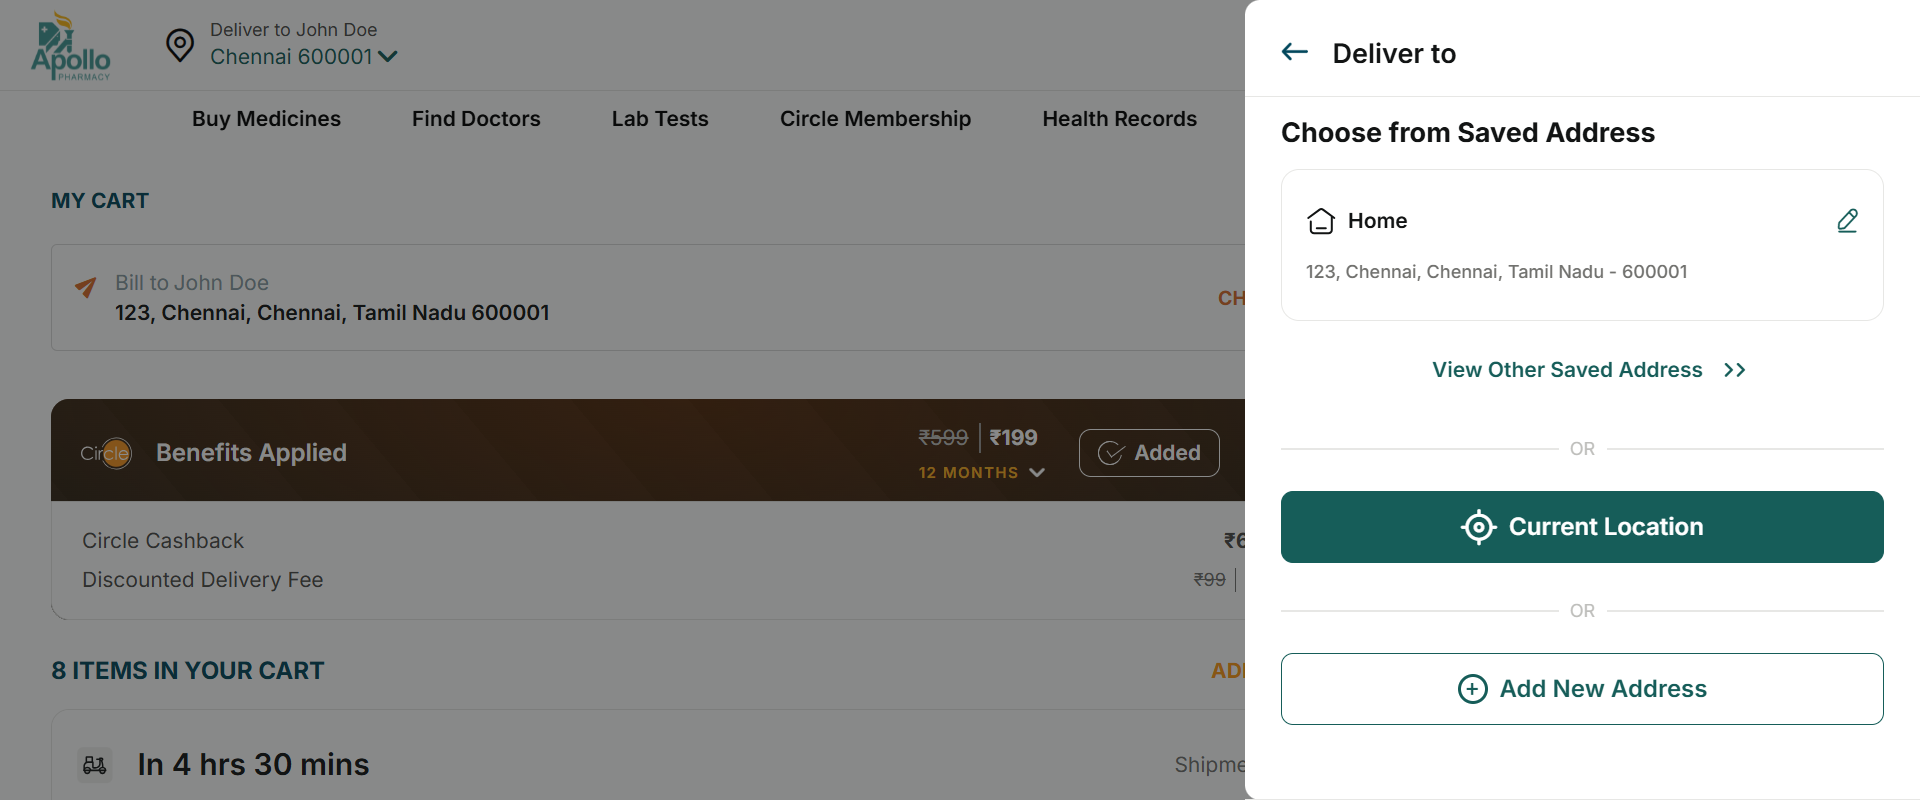 Apollo
PHARMACY
Deliver to John Doe
Chennai 600001
Buy Medicines
Find Doctors
Lab Tests
Circle Membership
Health Records
MY CART
Bill to John Doe
123, Chennai, Chennai, Tamil Nadu 600001
Circle
Benefits Applied
₹599 ₹199
12 MONTHS
Added
Circle Cashback
Discounted Delivery Fee
₹99
8 ITEMS IN YOUR CART
In 4 hrs 30 mins
Deliver to
Choose from Saved Address
Home
123, Chennai, Chennai, Tamil Nadu - 600001
View Other Saved Address
OR
Current Location
OR
Add New Address